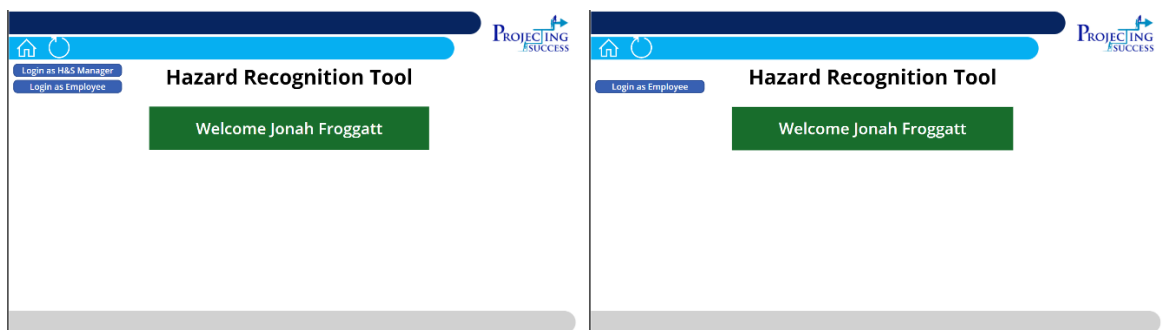 PROJECTING
SUCCESS
Login as H&S Manager
Login as Employee
Hazard Recognition Tool
Welcome Jonah Froggatt
PROJECTING
SUCCESS
Login as Employee
Hazard Recognition Tool
Welcome Jonah Froggatt